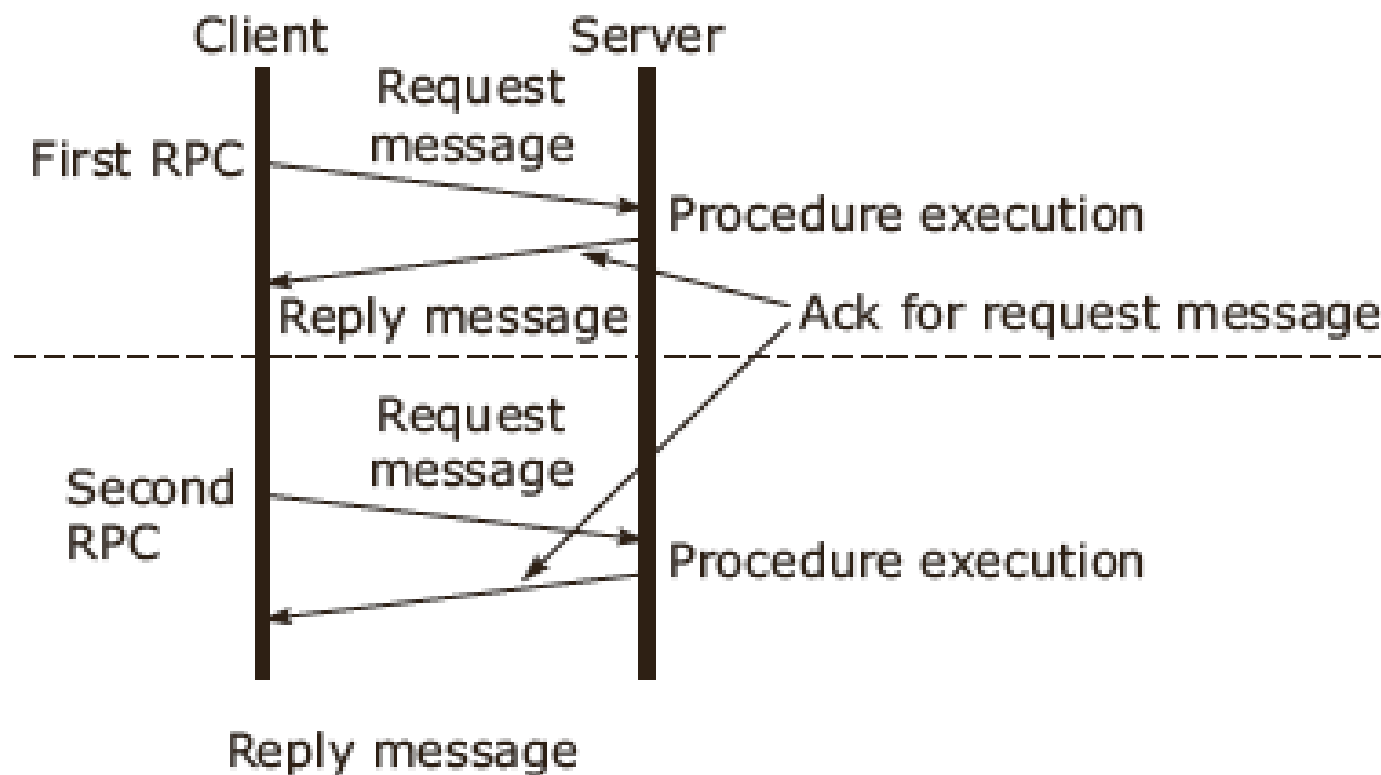 Client
Server
Request
message
First RPC
Procedure execution
Reply message
Ack for request message
Request
message
Second
RPC
Procedure execution
Reply message